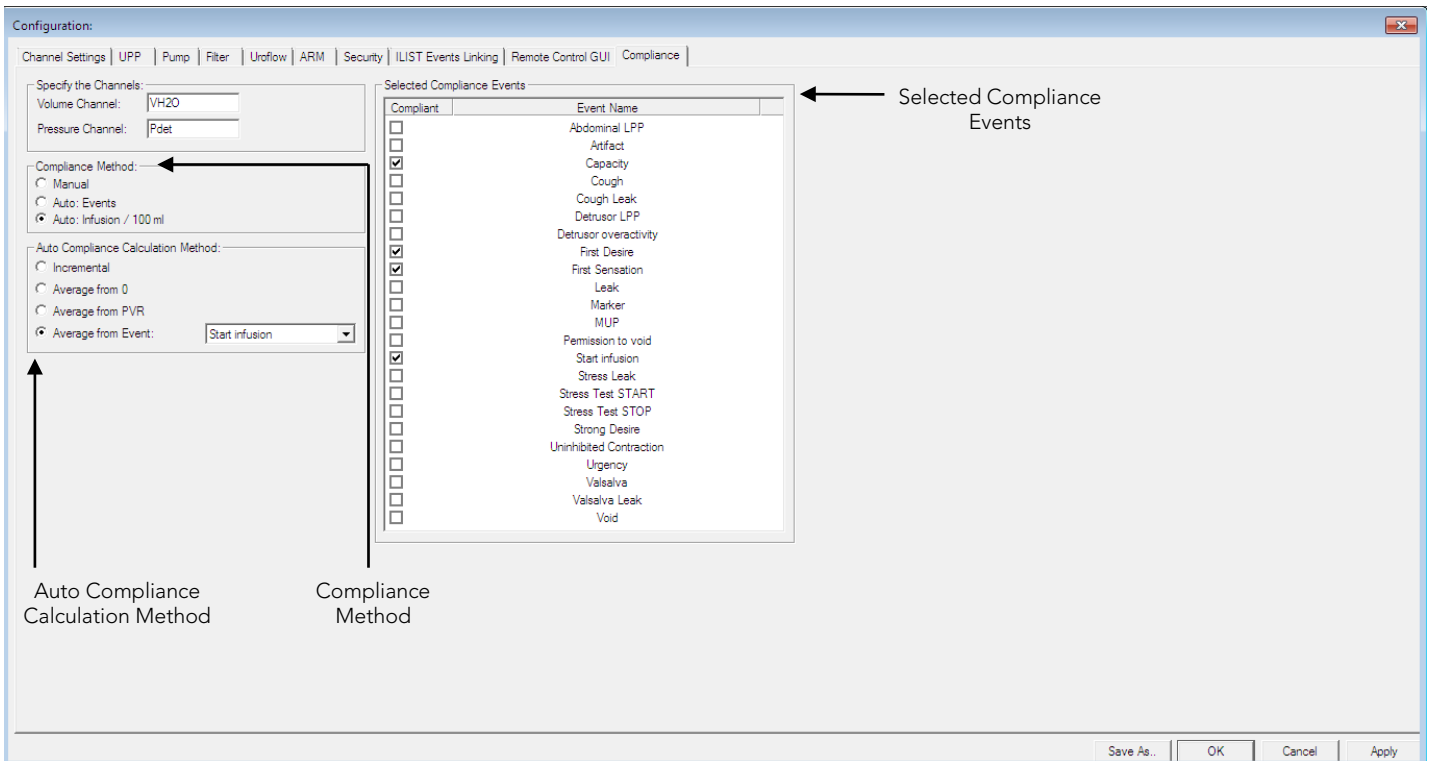 Configuration:
Channel Settings UPP Pump Filter Uroflow ARM Security ILIST Events Linking Remote Control GUI Compliance
Specify the Channels:
Volume Channel: VH2O
Pressure Channel: Pdet
Compliance Method:
Manual
Auto: Events
Auto: Infusion / 100 ml
Auto Compliance Calculation Method:
Incremental
Average from 0
Average from PVR
Average from Event: Start infusion
Selected Compliance Events
Compliant Event Name
Abdominal LPP
Artifact
Capacity
Cough
Cough Leak
Detrusor LPP
Detrusor overactivity
First Desire
First Sensation
Leak
Marker
MUP
Permission to void
Start infusion
Stress Leak
Stress Test START
Stress Test STOP
Strong Desire
Uninhibited Contraction
Urgency
Valsalva
Valsalva Leak
Void
Selected Compliance
Events
Auto Compliance
Calculation Method
Compliance
Method
Save As.. OK Cancel Apply